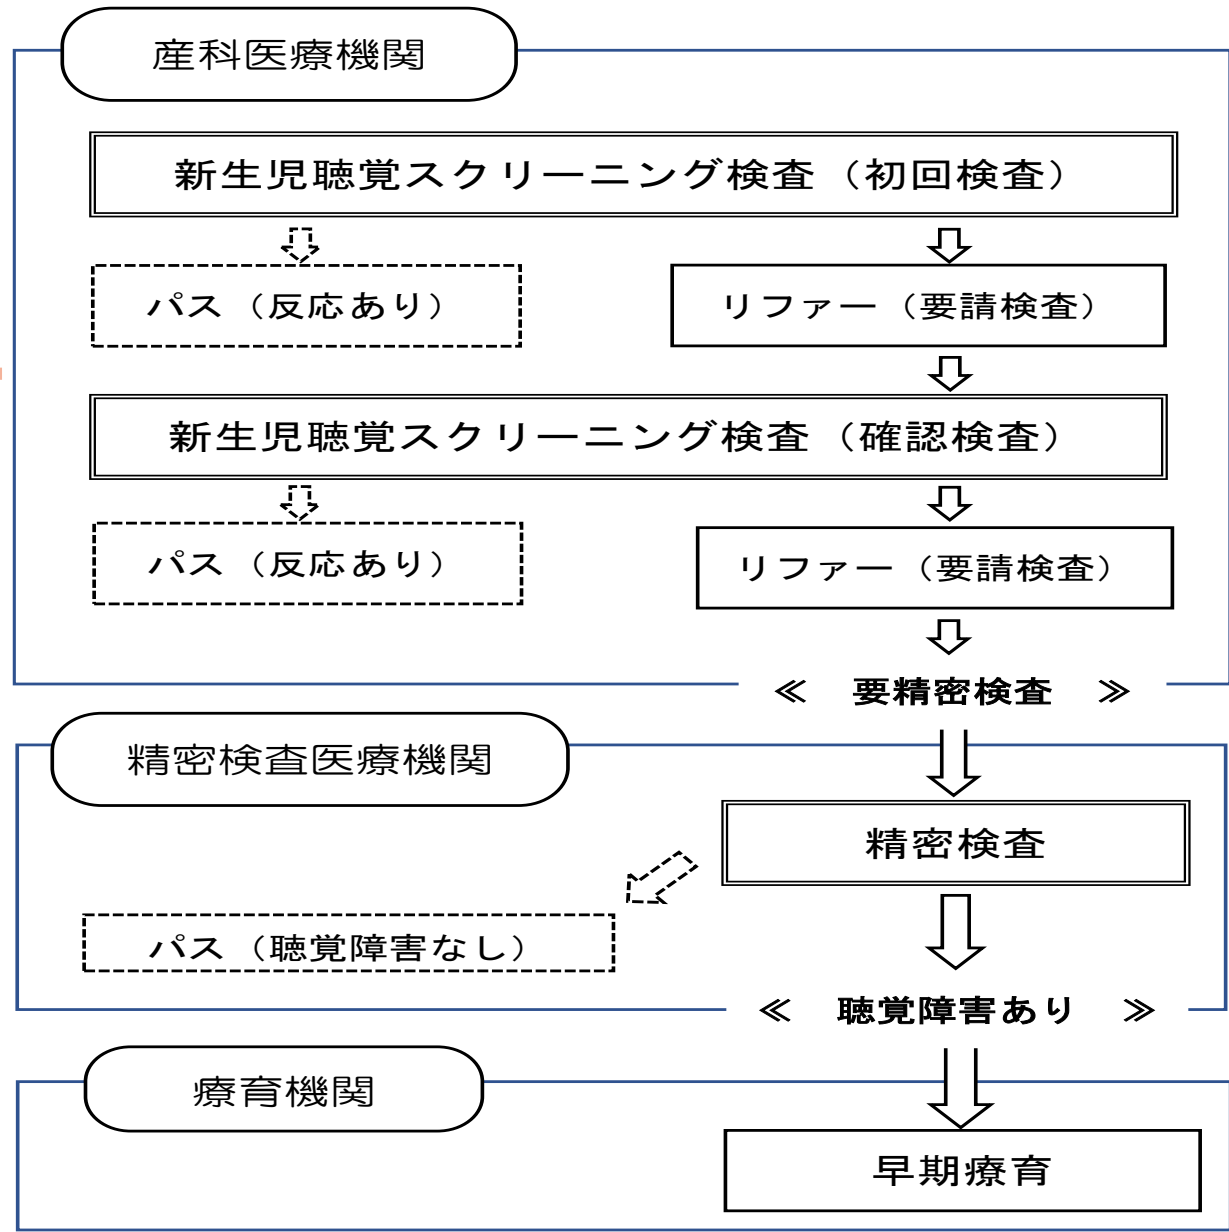 産科医療機関
新生児聴覚スクリーニング検査（初回検査）
パス（反応あり）
リファー（要請検査）
新生児聴覚スクリーニング検査（確認検査）
パス（反応あり）
リファー（要請検査）
≪ 要精密検査 ≫
精密検査医療機関
精密検査
パス（聴覚障害なし）
≪ 聴覚障害あり ≫
療育機関
早期療育